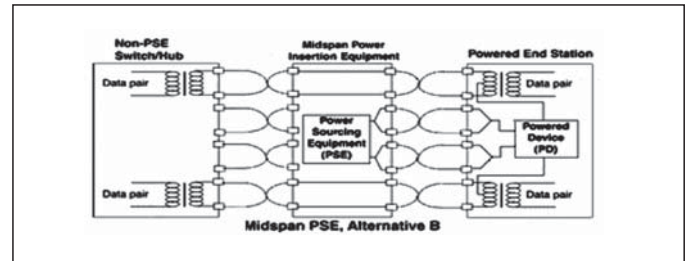 Non-PSE
Switch/Hub
Midspan Power
Insertion Equipment
Powered End Station
Data pair
Data pair
Power
Sourcing
Equipment
(PSE)
Powered
Device
(PD)
Data pair
Data pair
Midspan PSE, Alternative B